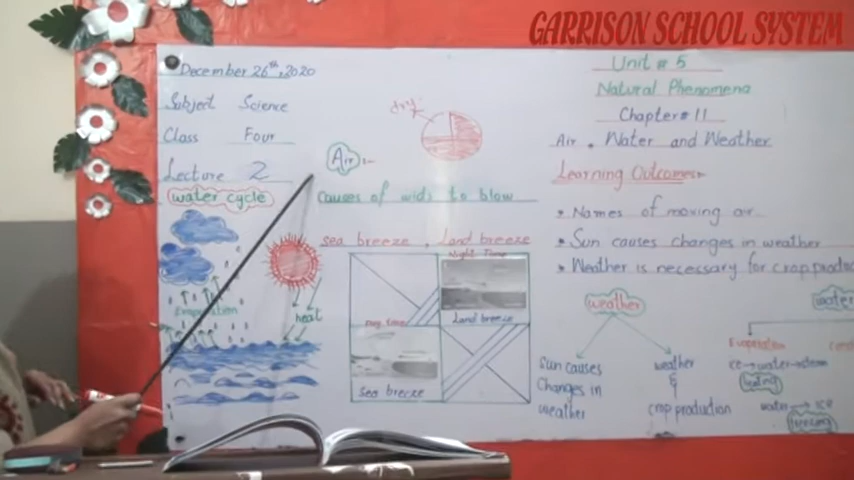 GARRISON SCHOOL SYSTEM
December 26th, 2020
Subject Science
Class Four
Lecture 2
water cycle
Evaporation
heat
dry
Air :-
causes of wids to blow
sea breeze , Land breeze
Night Time
Land breeze
Day time
sea breeze
Unit # 5
Natural Phenomena
Chapter # 11
Air , Water and Weather
Learning Outcomes:-
• Names of moving air
• Sun causes changes in weather
• Weather is necessary for crop produc
weather
Sun causes
Changes in
weather
weather
&
crop production
water
Evaporation
ice → water → steam
water → ice
freezing